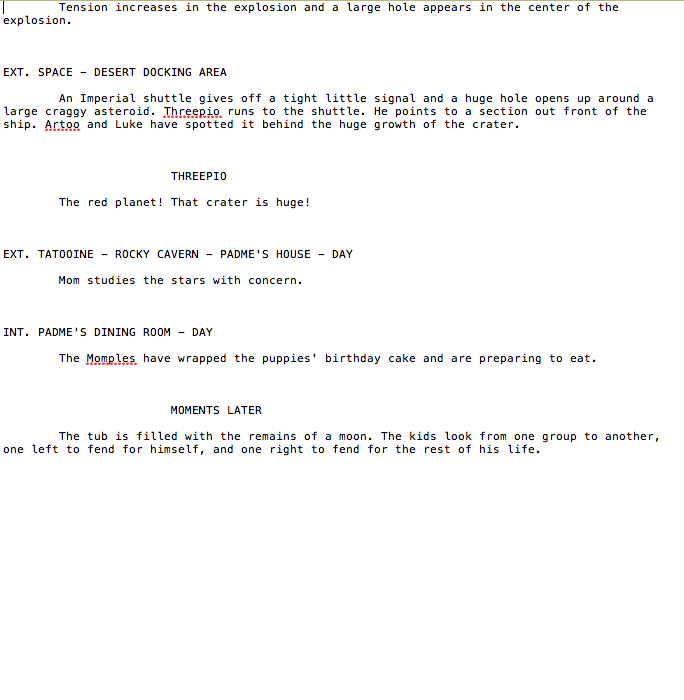 Tension increases in the explosion and a large hole appears in the center of the
explosion.
EXT. SPACE – DESERT DOCKING AREA
An Imperial shuttle gives off a tight little signal and a huge hole opens up around a
large craggy asteroid. Threepio runs to the shuttle. He points to a section out front of the
ship. Artoo and Luke have spotted it behind the huge growth of the crater.
THREEPIO
The red planet! That crater is huge!
EXT. TATOOINE – ROCKY CAVERN – PADME'S HOUSE – DAY
Mom studies the stars with concern.
INT. PADME'S DINING ROOM – DAY
The Momples have wrapped the puppies' birthday cake and are preparing to eat.
MOMENTS LATER
The tub is filled with the remains of a moon. The kids look from one group to another,
one left to fend for himself, and one right to fend for the rest of his life.